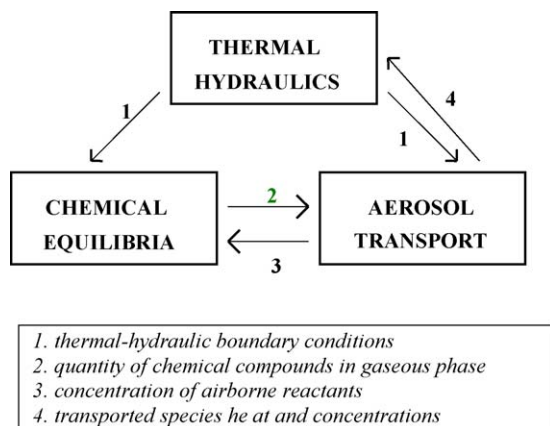 THERMAL
HYDRAULICS
1
4
1
CHEMICAL
EQUILIBRIA
2
AEROSOL
TRANSPORT
3
1. thermal-hydraulic boundary conditions
2. quantity of chemical compounds in gaseous phase
3. concentration of airborne reactants
4. transported species he at and concentrations